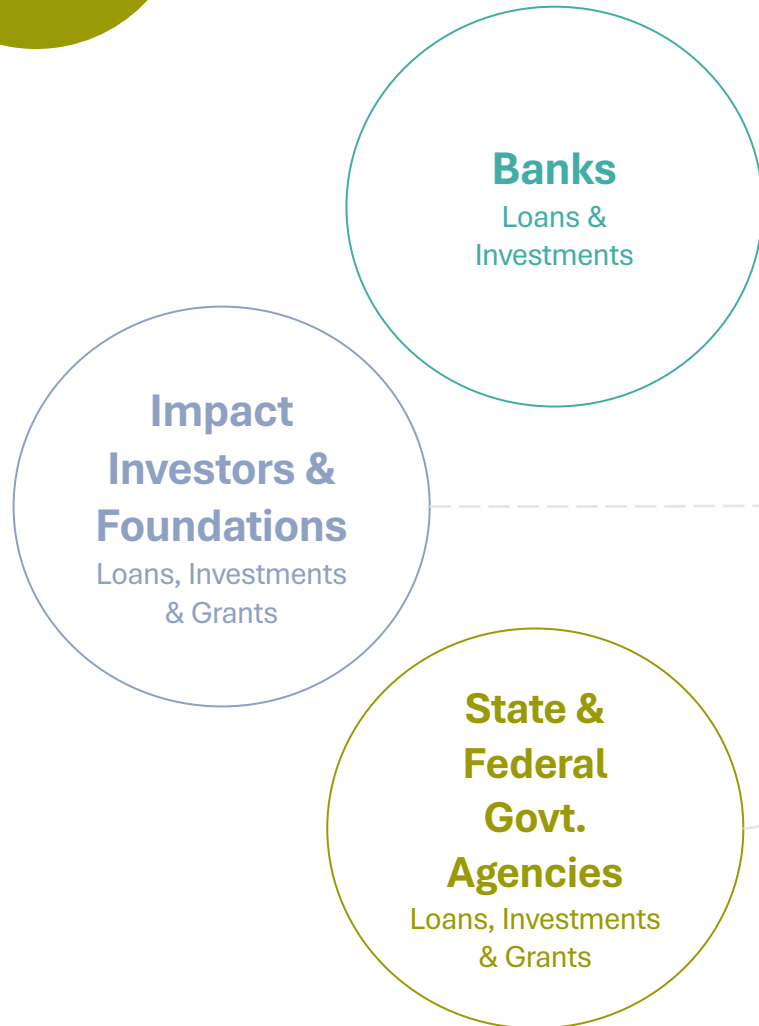 Banks
Loans &
Investments
Impact
Investors &
Foundations
Loans, Investments
& Grants
State &
Federal
Govt.
Agencies
Loans, Investments
& Grants